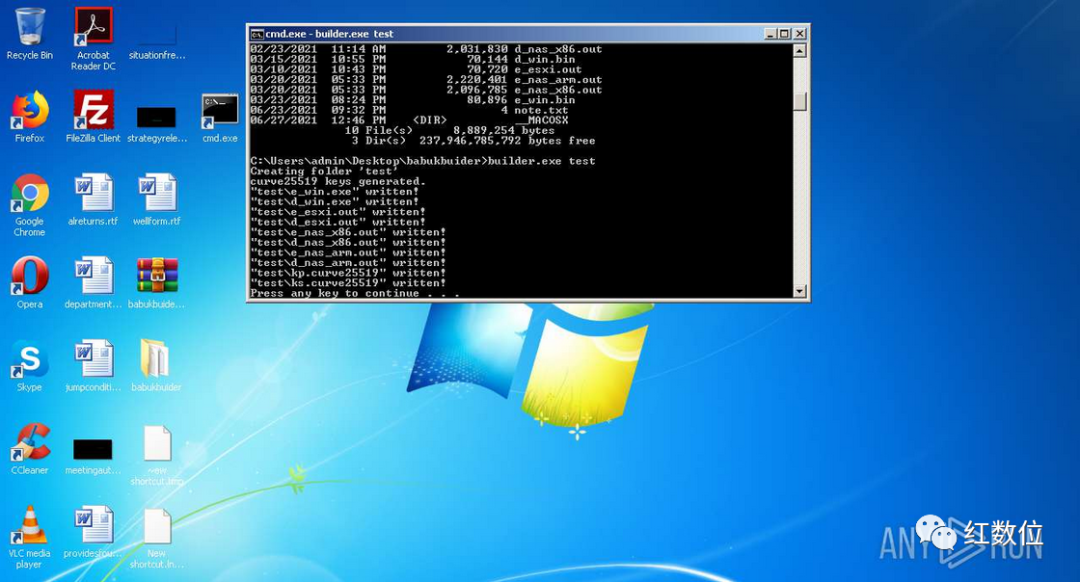 Recycle Bin
Acrobat
Reader DC
situationfre...
Firefox
FileZilla Client
strategyrele...
cmd.exe
Google
Chrome
alreturns.rtf
wellform.rtf
Opera
department...
babukbuide...
Skype
jumpconditi...
babukbuider
CCleaner
meetingaut...
~ew
shortcut.tmp
VLC media
player
New
shortcut.ln...
cmd.exe - builder.exe test
02/23/2021 11:14 AM 2,031,830 d_nas_x86.out
03/15/2021 10:55 PM 70,144 d_win.bin
03/10/2021 10:43 PM 70,720 e_esxi.out
03/20/2021 05:33 PM 2,220,401 e_nas_arm.out
03/20/2021 05:33 PM 2,096,785 e_nas_x86.out
03/23/2021 08:24 PM 80,896 e_win.bin
06/23/2021 09:32 PM 4 note.txt
06/27/2021 12:46 PM <DIR> __MACOSX
10 File(s) 8,889,254 bytes
3 Dir(s) 237,946,785,792 bytes free
C:\Users\admin\Desktop\babukbuider>builder.exe test
Creating folder 'test'
curve25519 keys generated.
"test\e_win.exe" written!
"test\d_win.exe" written!
"test\e_esxi.out" written!
"test\d_esxi.out" written!
"test\e_nas_x86.out" written!
"test\d_nas_x86.out" written!
"test\e_nas_arm.out" written!
"test\d_nas_arm.out" written!
"test\kp.curve25519" written!
"test\ks.curve25519" written!
Press any key to continue . . .
ANY RUN
红数位